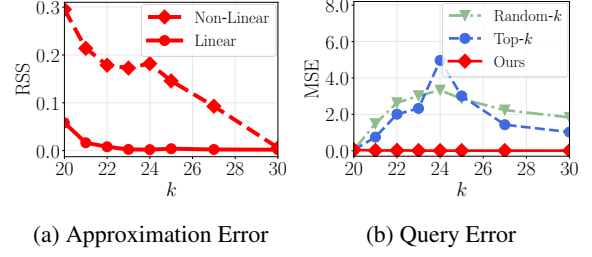 0.3
0.2
0.1
0.0
RSS
Non-Linear
Linear
20 22 24 26 28 30
k
(a) Approximation Error
8.0
6.0
4.0
2.0
0.0
MSE
Random-k
Top-k
Ours
20 22 24 26 28 30
k
(b) Query Error